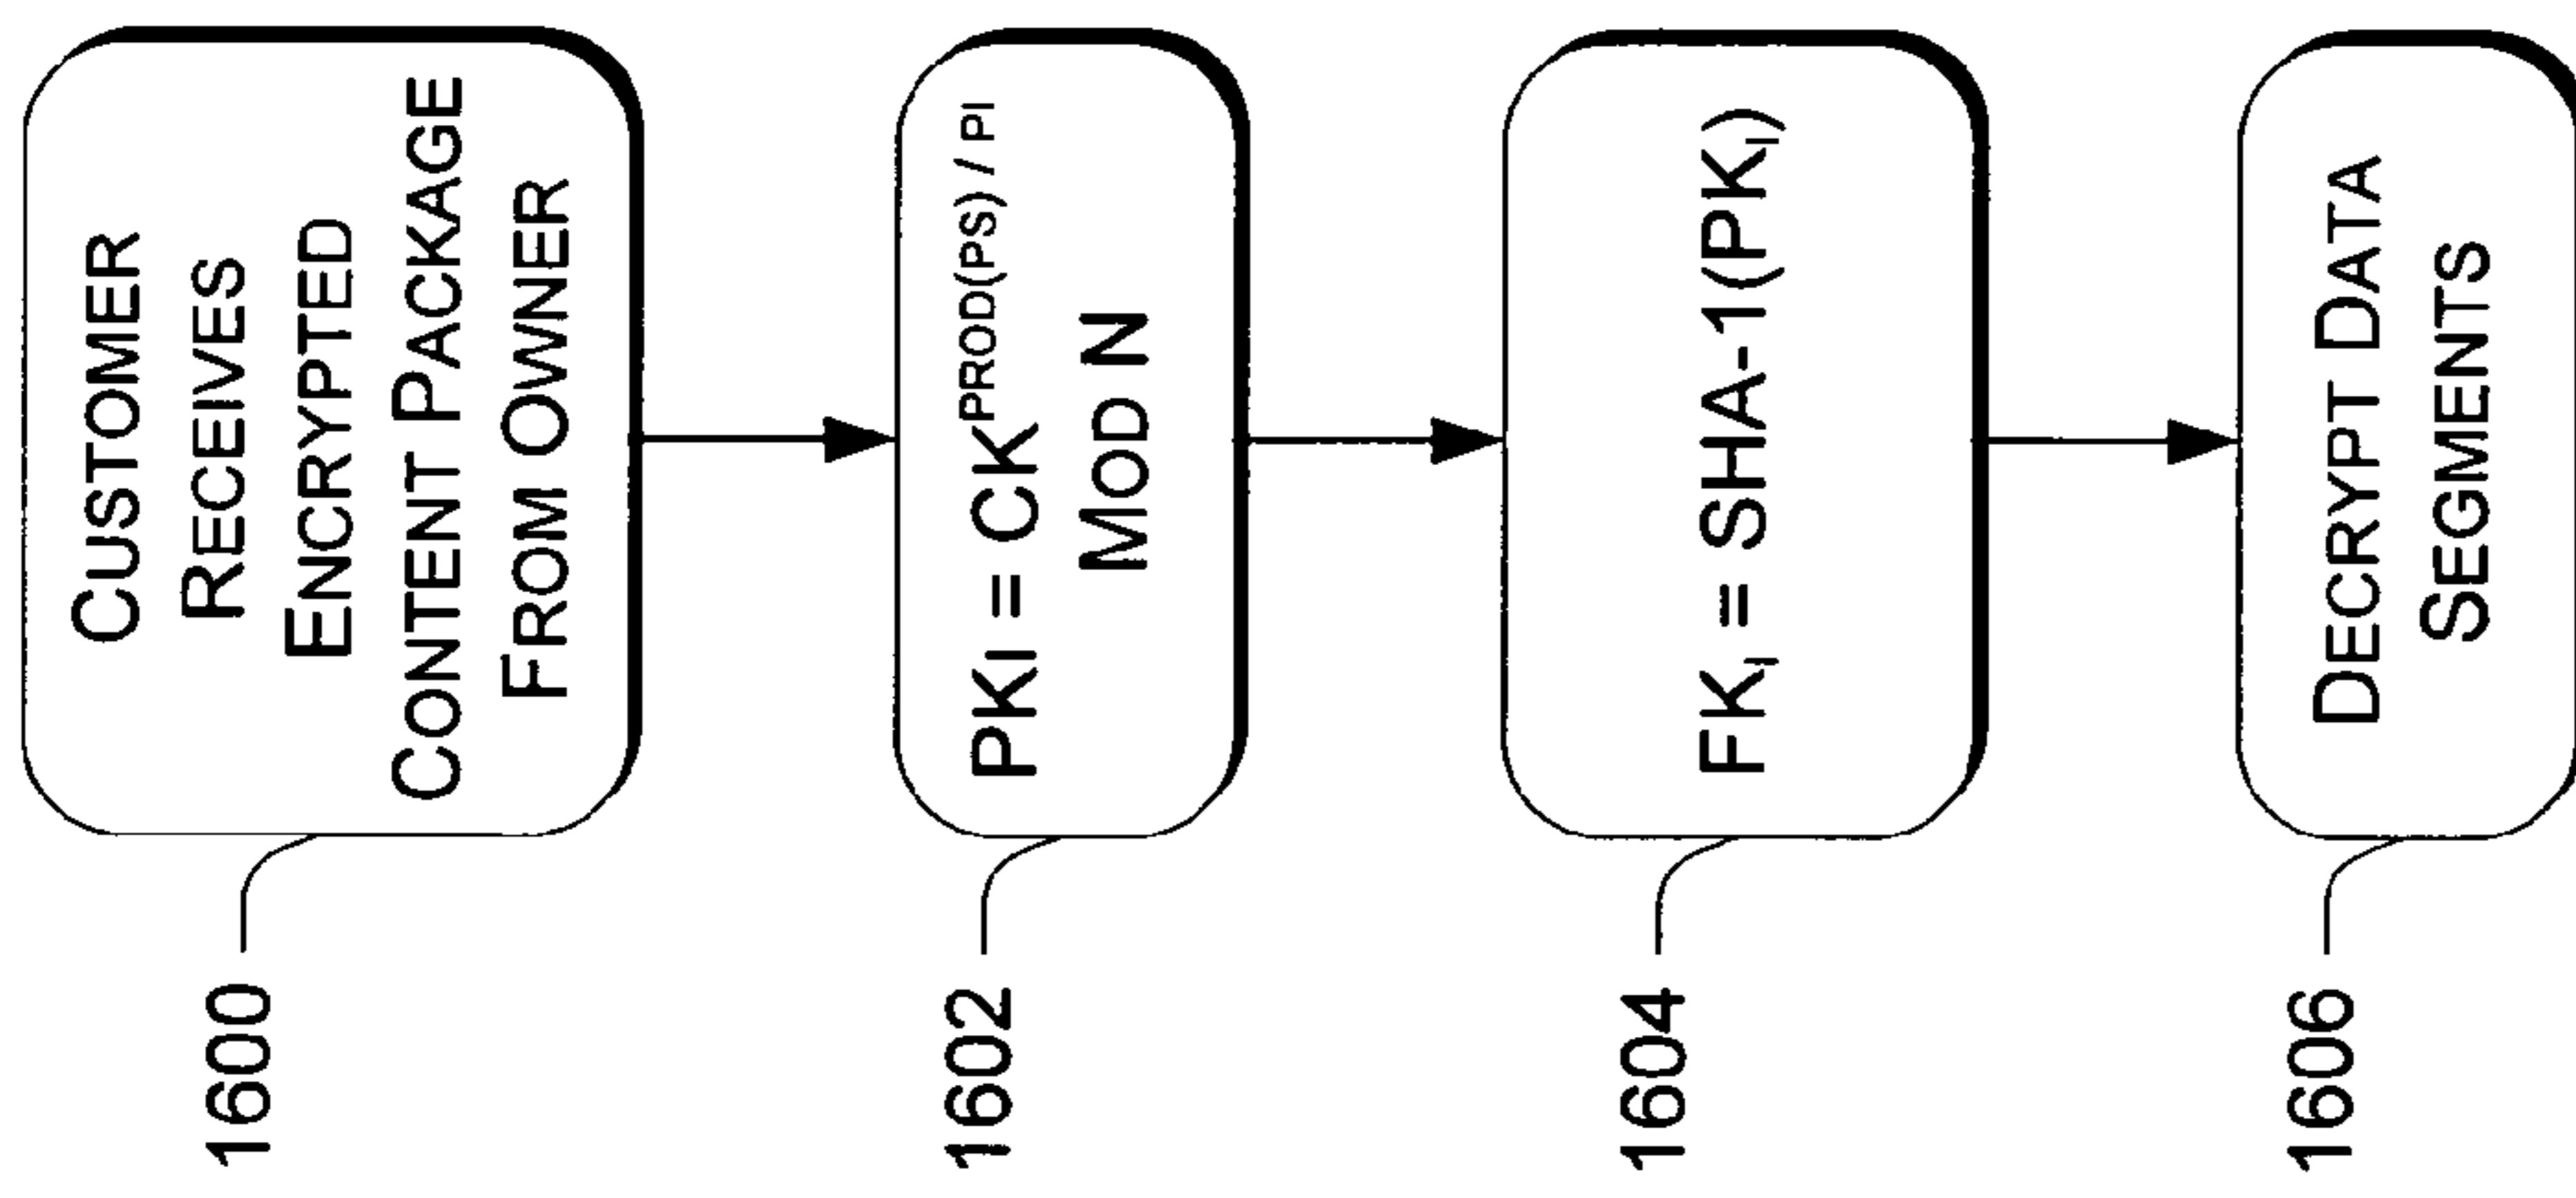 1600
CUSTOMER
RECEIVES
ENCRYPTED
CONTENT PACKAGE
FROM OWNER
1602
PKI = CK^PROD(PS) / PI
MOD N
1604
FKI = SHA-1(PKI)
1606
DECRYPT DATA
SEGMENTS